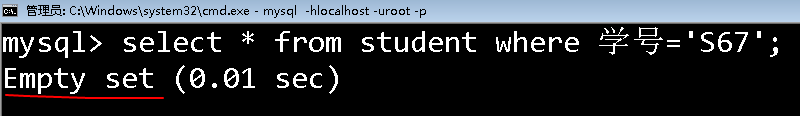 管理员: C:\Windows\system32\cmd.exe - mysql  -hlocalhost -uroot -p
mysql> select * from student where 学号='S67';
Empty set (0.01 sec)